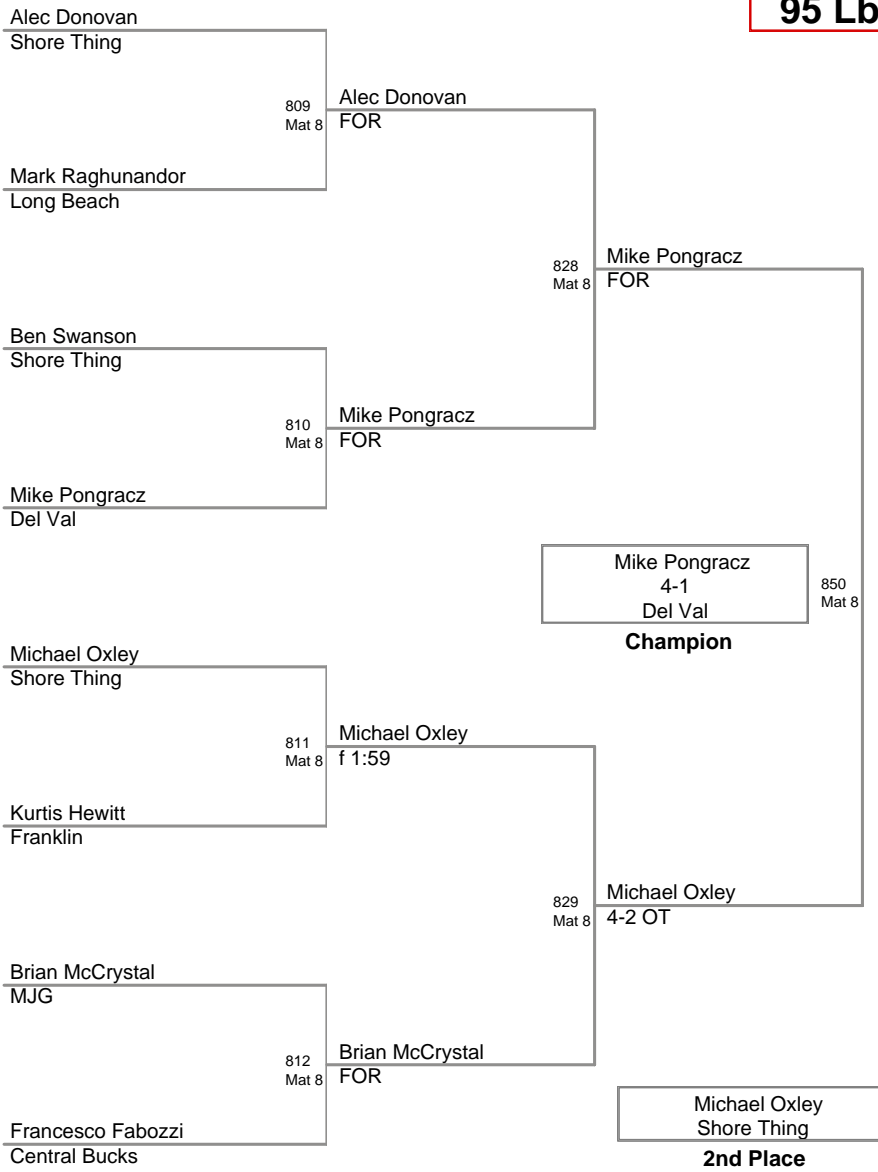 95 Lb
Alec Donovan
Shore Thing
809
Mat 8
Alec Donovan
FOR
Mark Raghunandor
Long Beach
828
Mat 8
Mike Pongracz
FOR
Ben Swanson
Shore Thing
810
Mat 8
Mike Pongracz
FOR
Mike Pongracz
Del Val
Mike Pongracz
4-1
Del Val
Champion
850
Mat 8
Michael Oxley
Shore Thing
811
Mat 8
Michael Oxley
f 1:59
Kurtis Hewitt
Franklin
829
Mat 8
Michael Oxley
4-2 OT
Brian McCrystal
MJG
812
Mat 8
Brian McCrystal
FOR
Francesco Fabozzi
Central Bucks
Michael Oxley
Shore Thing
2nd Place